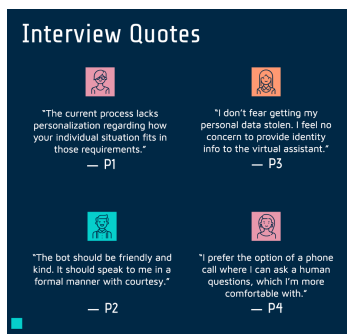 Interview Quotes
"The current process lacks
personalization regarding how
your individual situation fits in
those requirements."
— P1
"I don't fear getting my
personal data stolen. I feel no
concern to provide identity
info to the virtual assistant."
— P3
"The bot should be friendly and
kind. It should speak to me in a
formal manner with courtesy."
— P2
"I prefer the option of a phone
call where I can ask a human
questions, which I'm more
comfortable with."
— P4